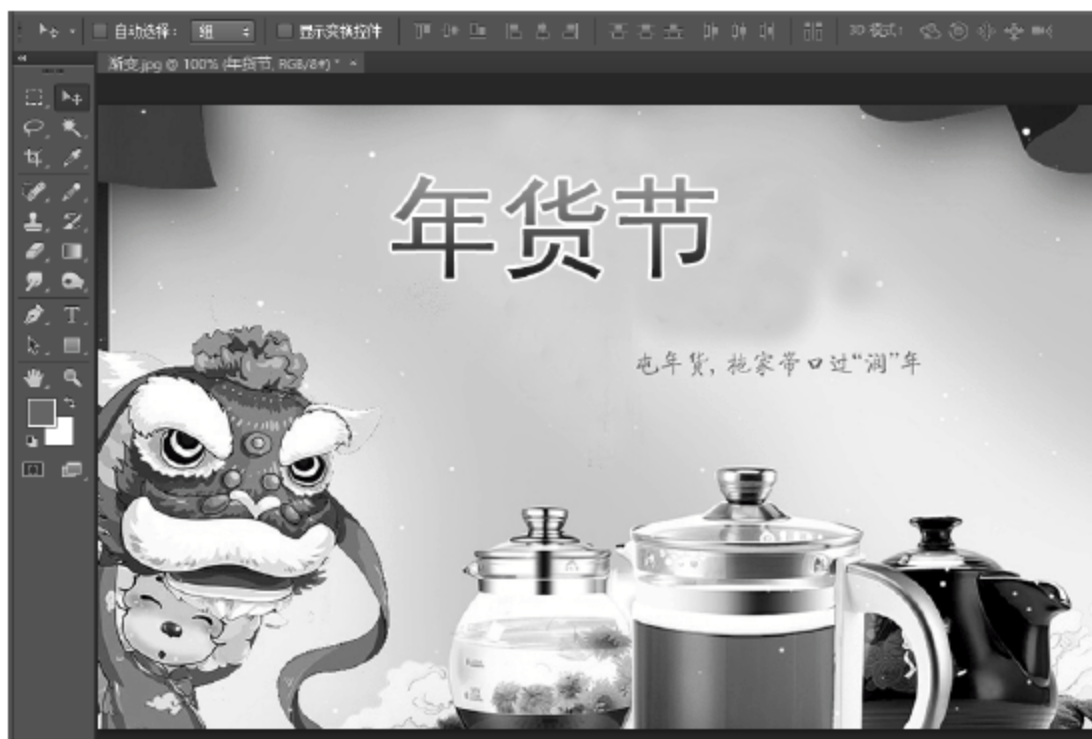 自动选择： 组 显示变换控件 3D 模式：
渐变.jpg @ 100% (年货节, RGB/8#) * ×
年货节
屯年货，拖家带口过“润”年